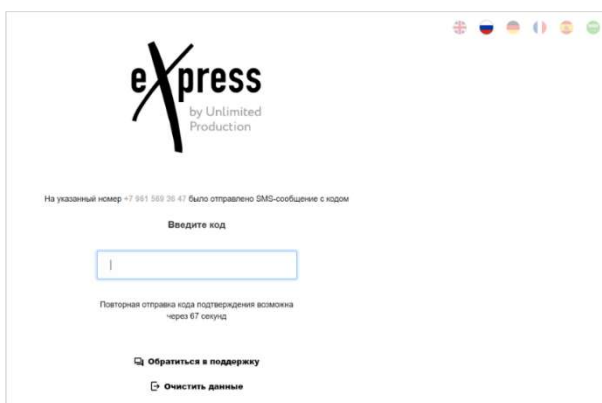 eXpress
by Unlimited
Production
На указанный номер +7 961 569 36 47 было отправлено SMS-сообщение с кодом
Введите код
Повторная отправка кода подтверждения возможна
через 67 секунд
Обратиться в поддержку
Очистить данные